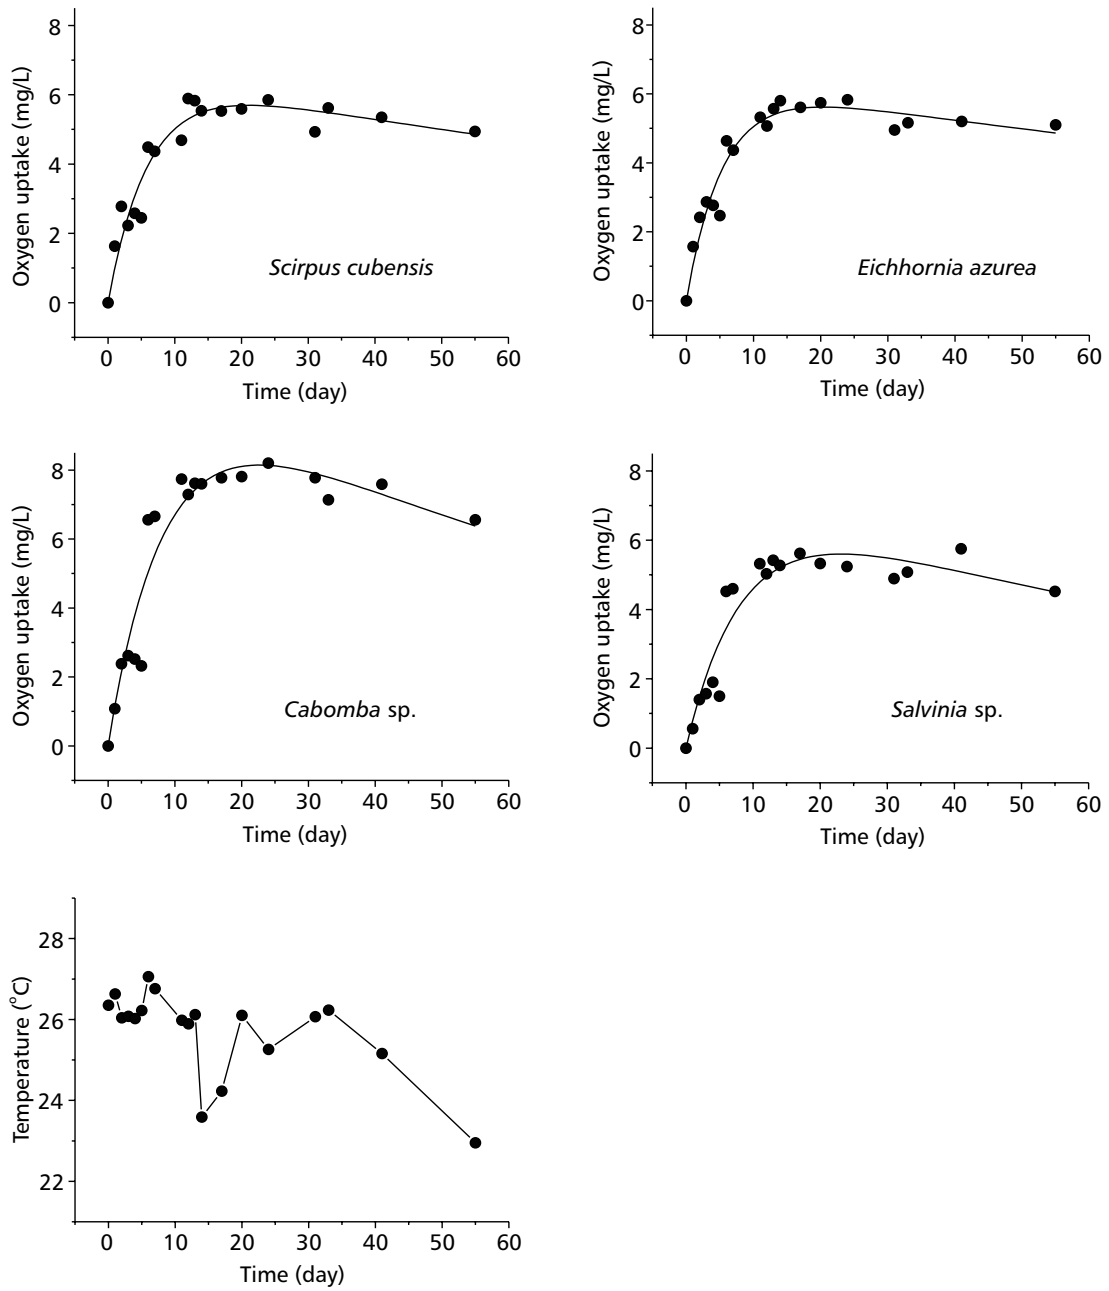 8
6
4
2
0
Oxygen uptake (mg/L)
Scirpus cubensis
0 10 20 30 40 50 60
Time (day)
8
6
4
2
0
Oxygen uptake (mg/L)
Eichhornia azurea
0 10 20 30 40 50 60
Time (day)
8
6
4
2
0
Oxygen uptake (mg/L)
Cabomba sp.
0 10 20 30 40 50 60
Time (day)
8
6
4
2
0
Oxygen uptake (mg/L)
Salvinia sp.
0 10 20 30 40 50 60
Time (day)
28
26
24
22
Temperature (°C)
0 10 20 30 40 50 60
Time (day)